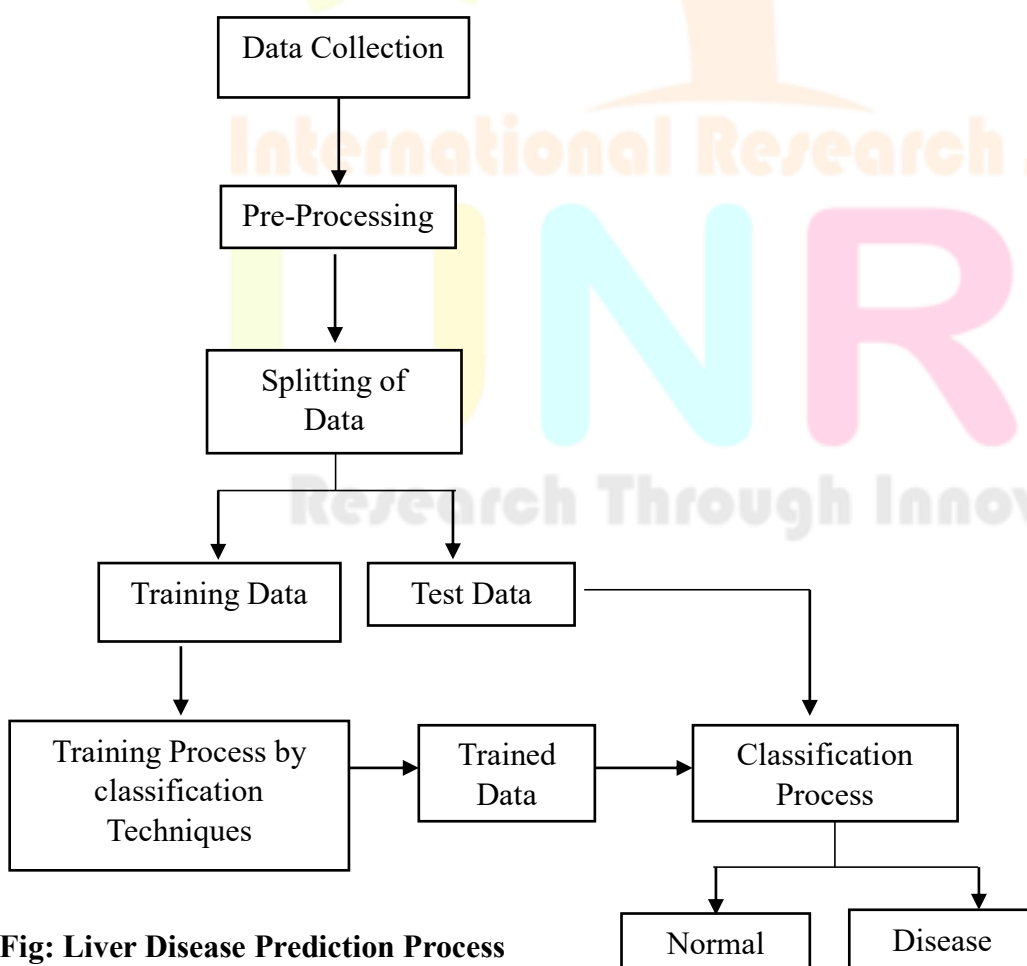 Data Collection
International Research
Pre-Processing
IJNR
Splitting of
Data
Research Through Innov
Training Data
Test Data
Training Process by
classification
Techniques
Trained
Data
Classification
Process
Normal
Disease
Fig: Liver Disease Prediction Process